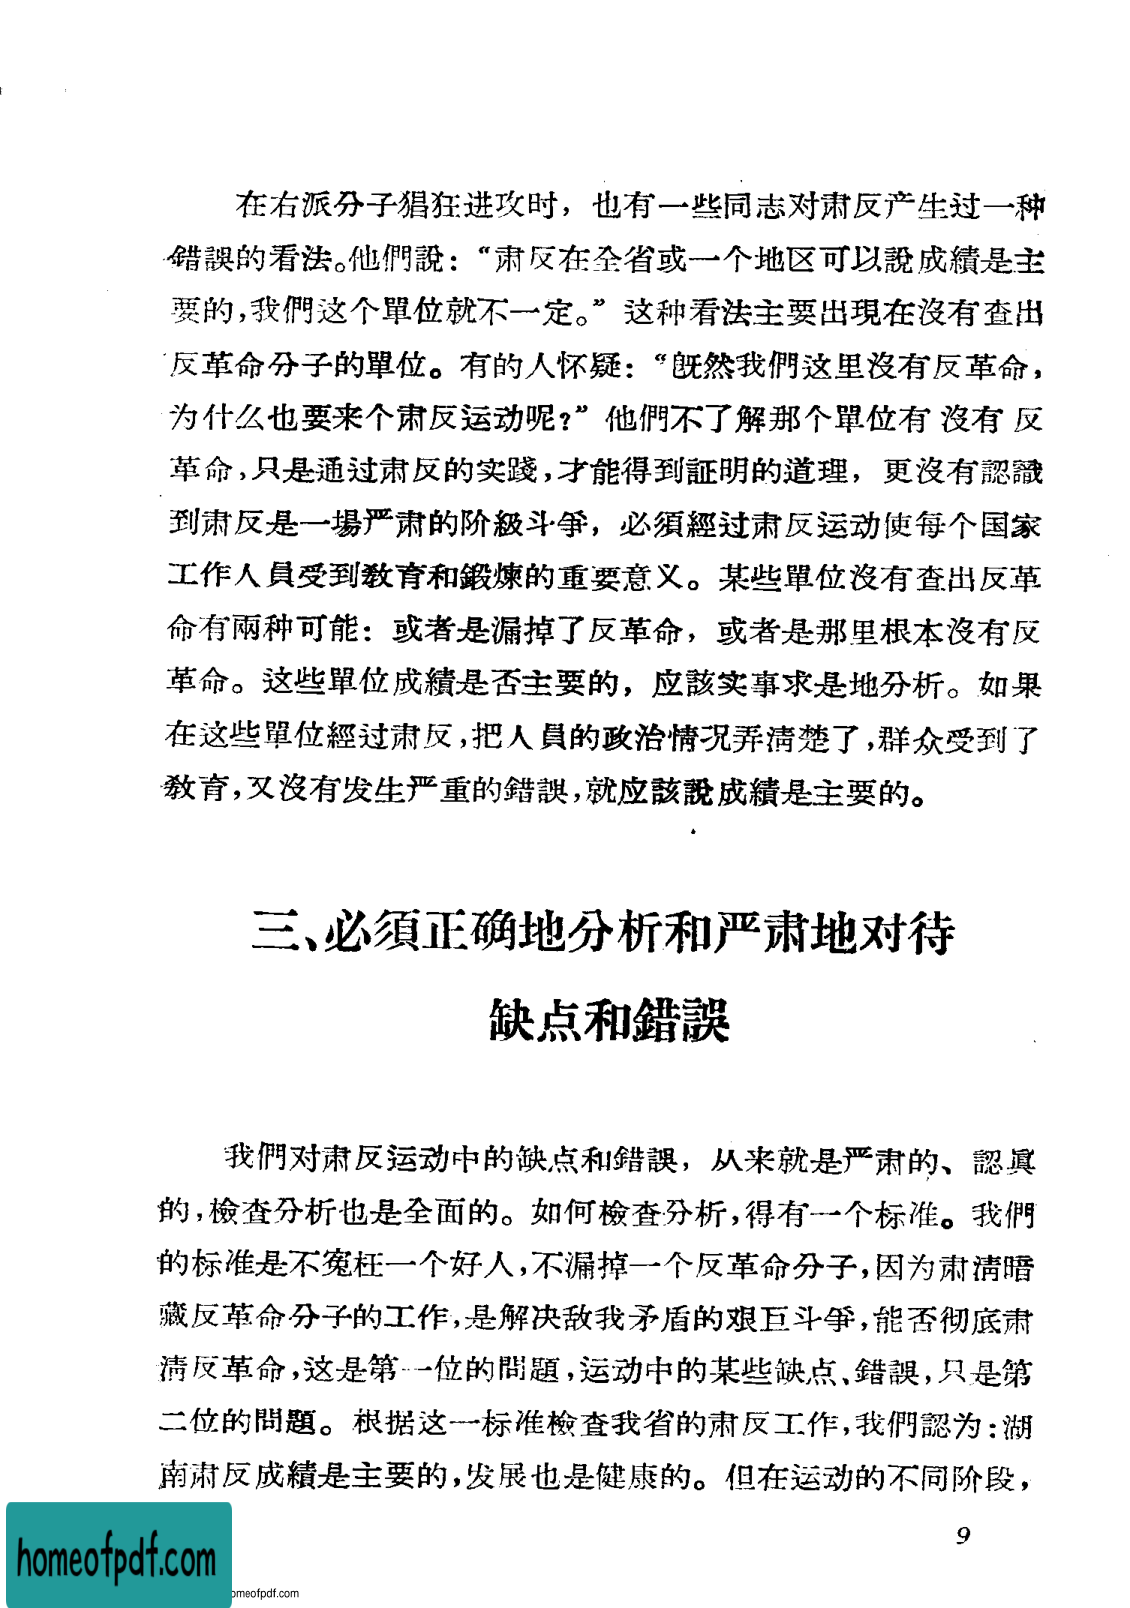 在右派分子猖狂进攻时，也有一些同志对肃反产生过一种
錯誤的看法。他們說：“肃反在全省或一个地区可以說成績是主
要的，我們这个單位就不一定。”这种看法主要出現在沒有查出
反革命分子的單位。有的人怀疑：“旣然我們这里沒有反革命，
为什么也要来个肃反运动呢？”他們不了解那个單位有沒有反
革命，只是通过肃反的实踐，才能得到証明的道理，更沒有認識
到肃反是一場严肃的阶級斗爭，必須經过肃反运动使每个国家
工作人員受到敎育和鍛煉的重要意义。某些單位沒有查出反革
命有兩种可能：或者是漏掉了反革命，或者是那里根本沒有反
革命。这些單位成績是否主要的，应該实事求是地分析。如果
在这些單位經过肃反，把人員的政治情况弄淸楚了，群众受到了
敎育，又沒有发生严重的錯誤，就应該說成績是主要的。
三、必須正确地分析和严肃地对待
缺点和錯誤
我們对肃反运动中的缺点和錯誤，从来就是严肃的、認眞
的，檢查分析也是全面的。如何檢查分析，得有一个标准。我們
的标准是不冤枉一个好人，不漏掉一个反革命分子，因为肃淸暗
藏反革命分子的工作，是解决敌我矛盾的艰巨斗爭，能否彻底肃
淸反革命，这是第一位的問題，运动中的某些缺点、錯誤，只是第
二位的問題。根据这一标准檢查我省的肃反工作，我們認为：湖
南肃反成績是主要的，发展也是健康的。但在运动的不同阶段，
9
homeofpdf.com
omeofpdf.com